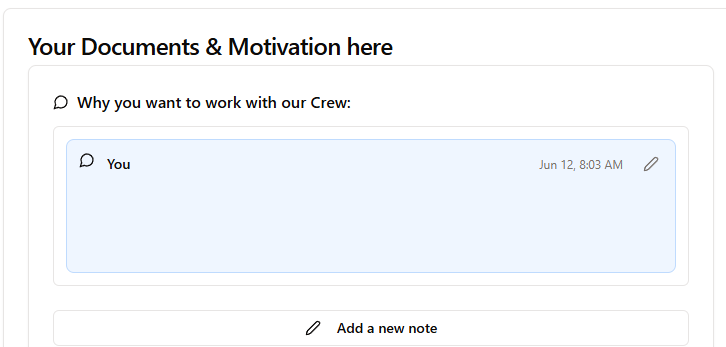 Your Documents & Motivation here
Why you want to work with our Crew:
You
Jun 12, 8:03 AM
Add a new note